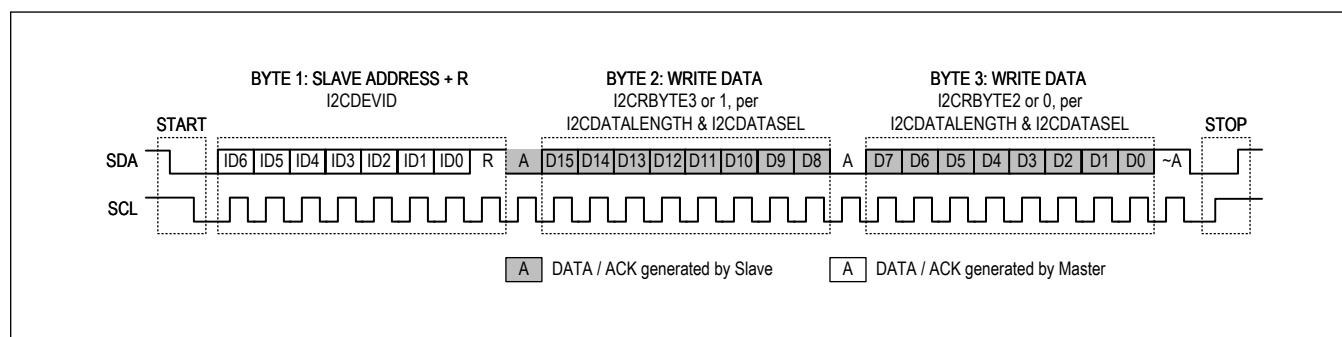 BYTE 1: SLAVE ADDRESS + R
I2CDEVID
BYTE 2: WRITE DATA
I2CRBYTE3 or 1, per
I2CDATALENGTH & I2CDATASEL
BYTE 3: WRITE DATA
I2CRBYTE2 or 0, per
I2CDATALENGTH & I2CDATASEL
START
STOP
SDA ID6 ID5 ID4 ID3 ID2 ID1 ID0 R A D15 D14 D13 D12 D11 D10 D9 D8 A D7 D6 D5 D4 D3 D2 D1 D0 ~A
SCL
A DATA / ACK generated by Slave
A DATA / ACK generated by Master